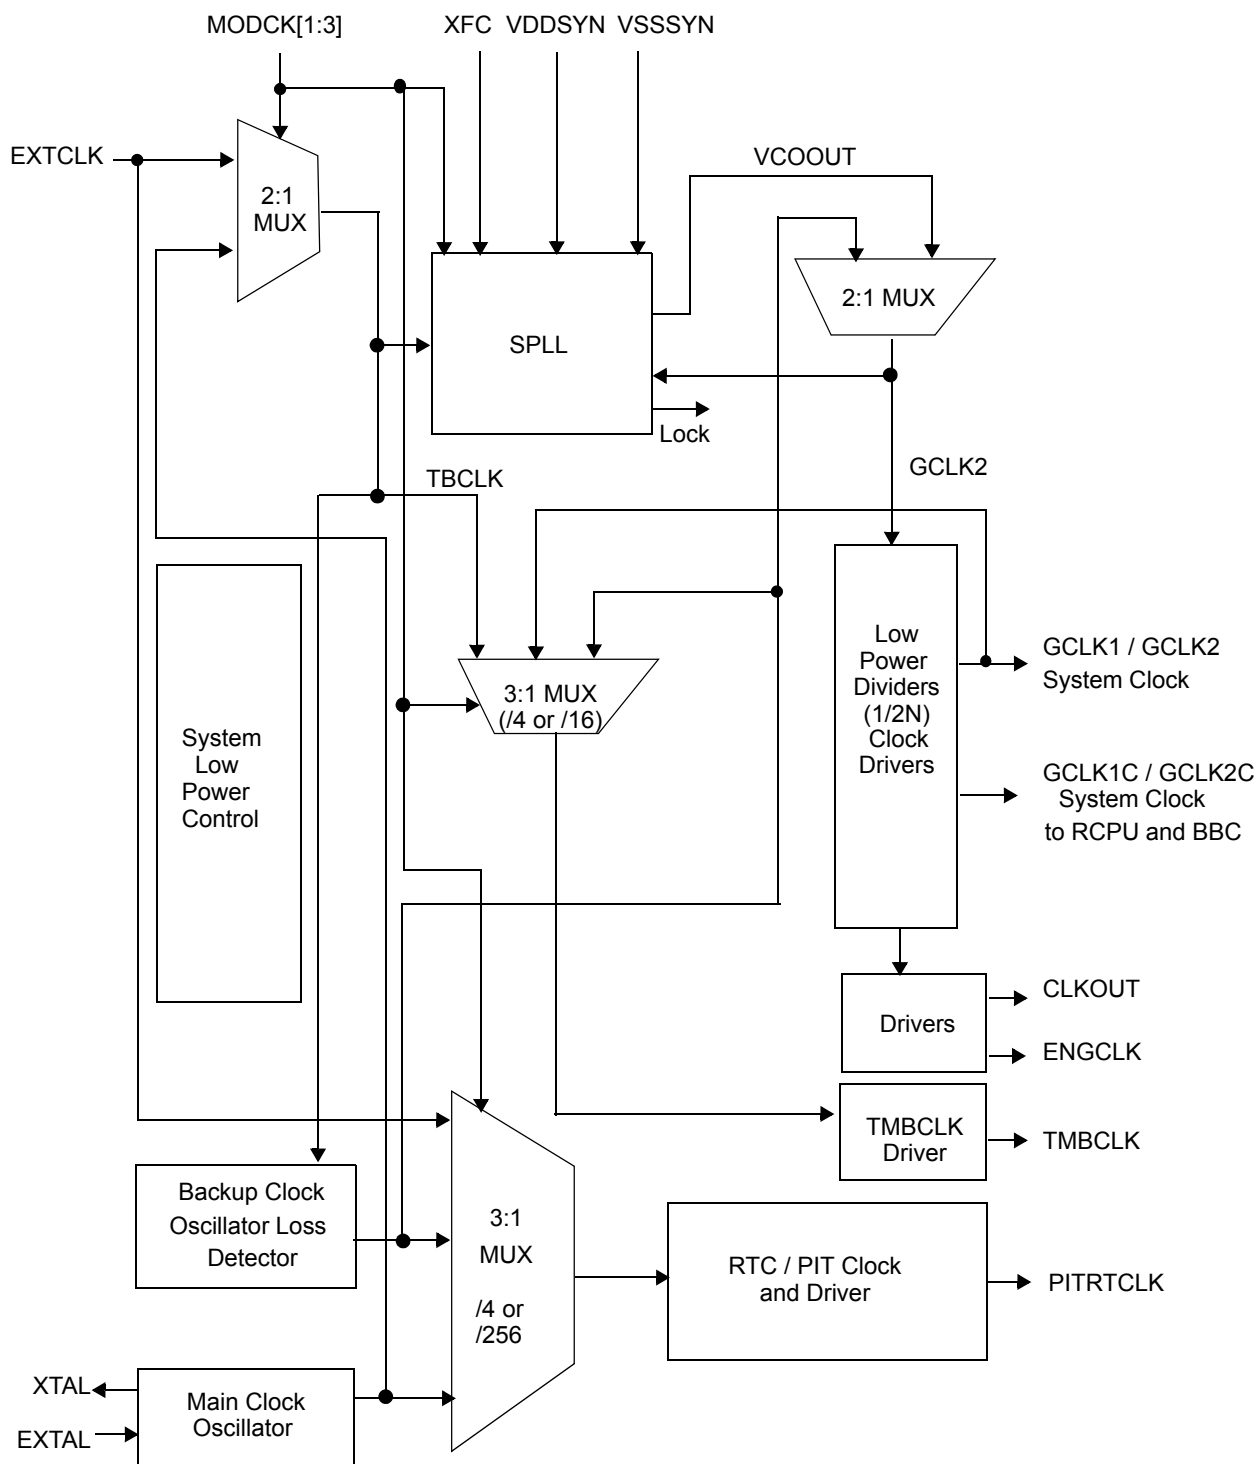 MODCK[1:3]
XFC
VDDSYN
VSSSYN
EXTCLK
2:1
MUX
VCOOUT
2:1 MUX
SPLL
Lock
GCLK2
TBCLK
3:1 MUX
(/4 or /16)
Low
Power
Dividers
(1/2N)
Clock
Drivers
GCLK1 / GCLK2
System Clock
GCLK1C / GCLK2C
System Clock
to RCPU and BBC
System
Low
Power
Control
Drivers
CLKOUT
ENGCLK
TMBCLK
Driver
TMBCLK
Backup Clock
Oscillator Loss
Detector
3:1
MUX
/4 or
/256
RTC / PIT Clock
and Driver
PITRTCLK
XTAL
EXTAL
Main Clock
Oscillator